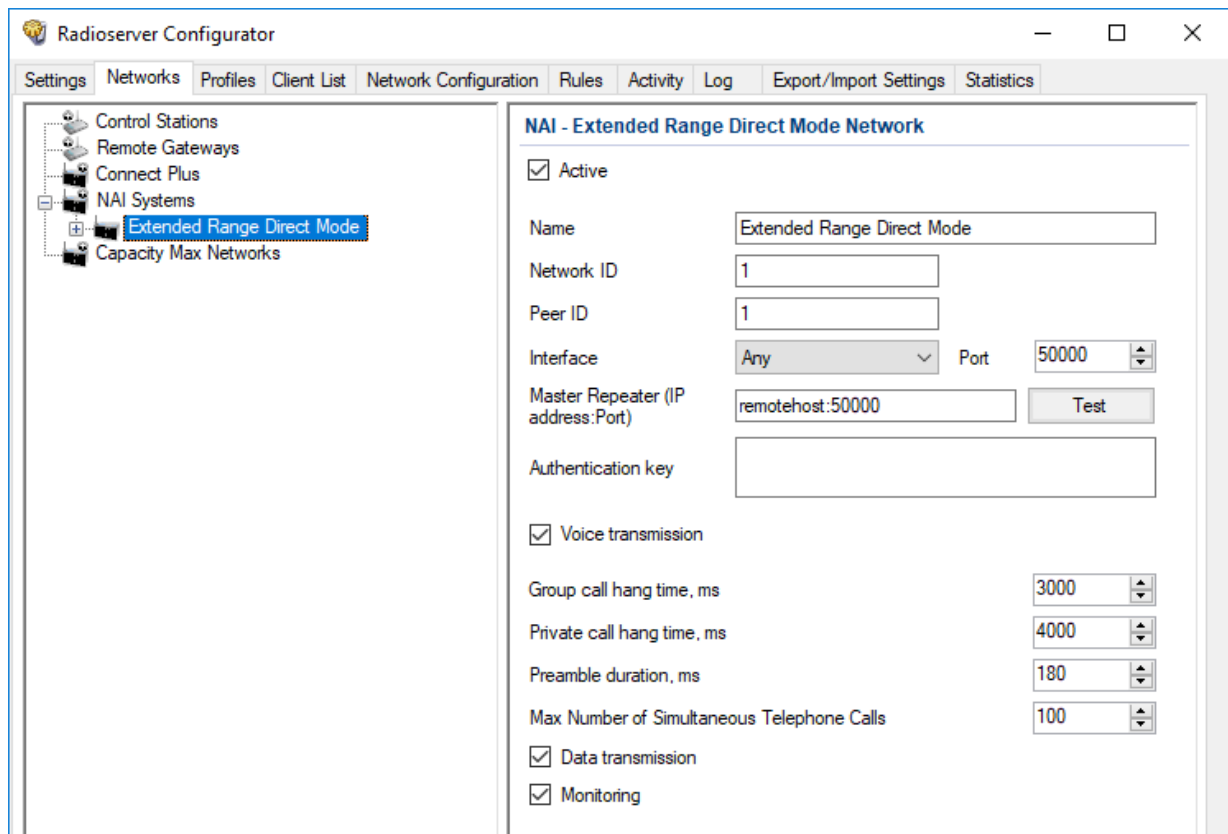 Radioserver Configurator
Settings Networks Profiles Client List Network Configuration Rules Activity Log Export/Import Settings Statistics
Control Stations
Remote Gateways
Connect Plus
NAI Systems
Extended Range Direct Mode
Capacity Max Networks
NAI - Extended Range Direct Mode Network
Active
Name Extended Range Direct Mode
Network ID 1
Peer ID 1
Interface Any Port 50000
Master Repeater (IP
address:Port) remotehost:50000 Test
Authentication key
Voice transmission
Group call hang time, ms 3000
Private call hang time, ms 4000
Preamble duration, ms 180
Max Number of Simultaneous Telephone Calls 100
Data transmission
Monitoring